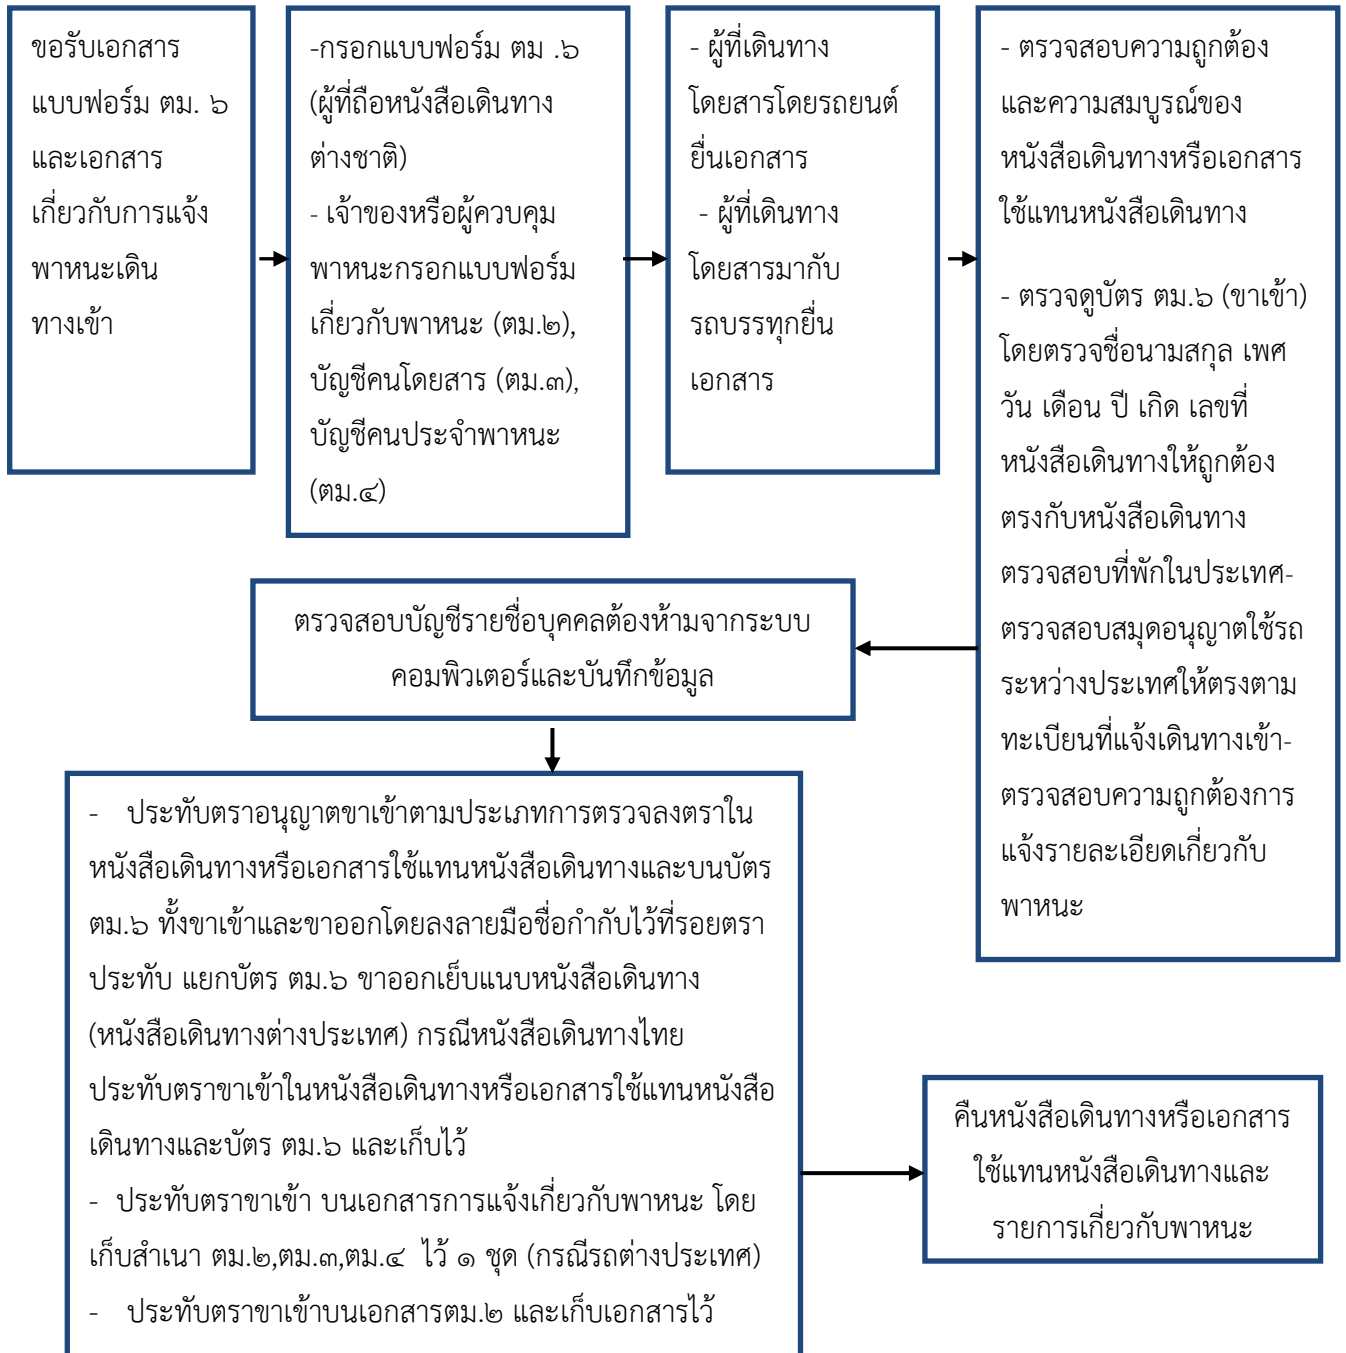 ขอรับเอกสาร
แบบฟอร์ม ตม. ๖
และเอกสาร
เกี่ยวกับการแจ้ง
พาหนะเดิน
ทางเข้า
-กรอกแบบฟอร์ม ตม .๖
(ผู้ที่ถือหนังสือเดินทาง
ต่างชาติ)
- เจ้าของหรือผู้ควบคุม
พาหนะกรอกแบบฟอร์ม
เกี่ยวกับพาหนะ (ตม.๒),
บัญชีคนโดยสาร (ตม.๓),
บัญชีคนประจำพาหนะ
(ตม.๔)
- ผู้ที่เดินทาง
โดยสารโดยรถยนต์
ยื่นเอกสาร
- ผู้ที่เดินทาง
โดยสารมากับ
รถบรรทุกยื่น
เอกสาร
- ตรวจสอบความถูกต้อง
และความสมบูรณ์ของ
หนังสือเดินทางหรือเอกสาร
ใช้แทนหนังสือเดินทาง
- ตรวจดูบัตร ตม.๖ (ขาเข้า)
โดยตรวจชื่อนามสกุล เพศ
วัน เดือน ปี เกิด เลขที่
หนังสือเดินทางให้ถูกต้อง
ตรงกับหนังสือเดินทาง
ตรวจสอบที่พักในประเทศ-
ตรวจสอบสมุดอนุญาตใช้รถ
ระหว่างประเทศให้ตรงตาม
ทะเบียนที่แจ้งเดินทางเข้า-
ตรวจสอบความถูกต้องการ
แจ้งรายละเอียดเกี่ยวกับ
พาหนะ
ตรวจสอบบัญชีรายชื่อบุคคลต้องห้ามจากระบบ
คอมพิวเตอร์และบันทึกข้อมูล
- ประทับตราอนุญาตขาเข้าตามประเภทการตรวจลงตราใน
หนังสือเดินทางหรือเอกสารใช้แทนหนังสือเดินทางและบนบัตร
ตม.๖ ทั้งขาเข้าและขาออกโดยลงลายมือชื่อกำกับไว้ที่รอยตรา
ประทับ แยกบัตร ตม.๖ ขาออกเย็บแนบหนังสือเดินทาง
(หนังสือเดินทางต่างประเทศ) กรณีหนังสือเดินทางไทย
ประทับตราขาเข้าในหนังสือเดินทางหรือเอกสารใช้แทนหนังสือ
เดินทางและบัตร ตม.๖ และเก็บไว้
- ประทับตราขาเข้า บนเอกสารการแจ้งเกี่ยวกับพาหนะ โดย
เก็บสำเนา ตม.๒,ตม.๓,ตม.๔ ไว้ ๑ ชุด (กรณีรถต่างประเทศ)
- ประทับตราขาเข้าบนเอกสารตม.๒ และเก็บเอกสารไว้
คืนหนังสือเดินทางหรือเอกสาร
ใช้แทนหนังสือเดินทางและ
รายการเกี่ยวกับพาหนะ